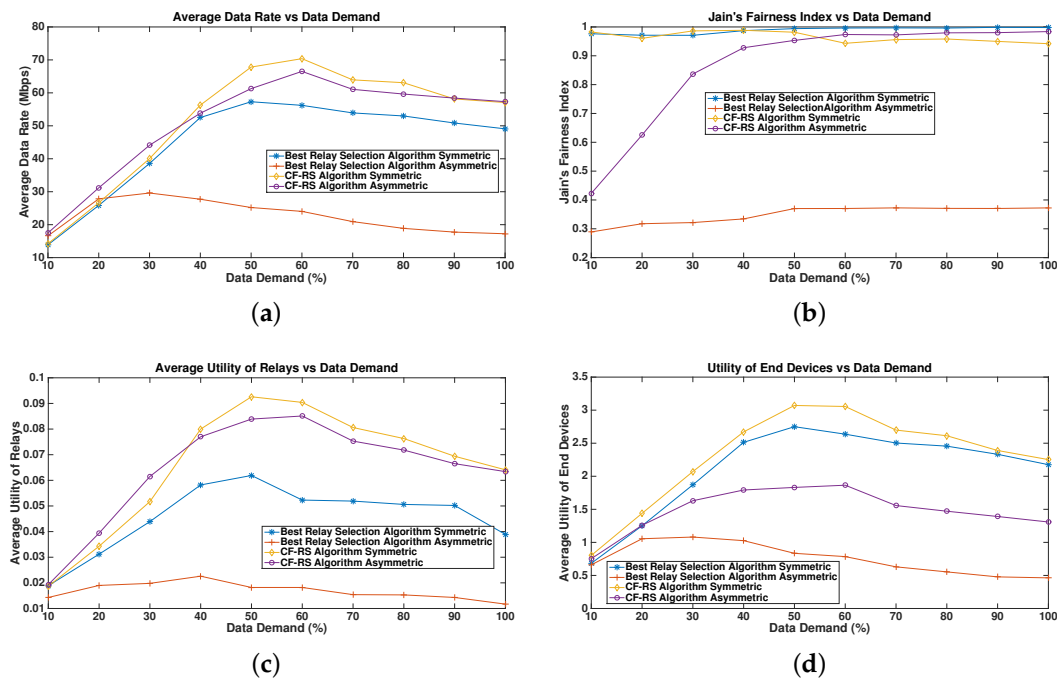 Average Data Rate vs Data Demand
Average Data Rate (Mbps)
80
70
60
50
40
30
20
10
Best Relay Selection Algorithm Symmetric
Best Relay Selection Algorithm Asymmetric
CF-RS Algorithm Symmetric
CF-RS Algorithm Asymmetric
10 20 30 40 50 60 70 80 90 100
Data Demand (%)
(a)
Jain's Fairness Index vs Data Demand
Jain's Fairness Index
1
0.9
0.8
0.7
0.6
0.5
0.4
0.3
0.2
Best Relay Selection Algorithm Symmetric
Best Relay SelectionAlgorithm Asymmetric
CF-RS Algorithm Symmetric
CF-RS Algorithm Asymmetric
10 20 30 40 50 60 70 80 90 100
Data Demand (%)
(b)
Average Utility of Relays vs Data Demand
Average Utility of Relays
0.1
0.09
0.08
0.07
0.06
0.05
0.04
0.03
0.02
0.01
Best Relay Selection Algorithm Symmetric
Best Relay Selection Algorithm Asymmetric
CF-RS Algorithm Symmetric
CF-RS Algorithm Asymmetric
10 20 30 40 50 60 70 80 90 100
Data Demand (%)
(c)
Utility of End Devices vs Data Demand
Average Utility of End Devices
3.5
3
2.5
2
1.5
1
0.5
0
Best Relay Selection Algorithm Symmetric
Best Relay Selection Algorithm Asymmetric
CF-RS Algorithm Symmetric
CF-RS Algorithm Asymmetric
10 20 30 40 50 60 70 80 90 100
Data Demand (%)
(d)